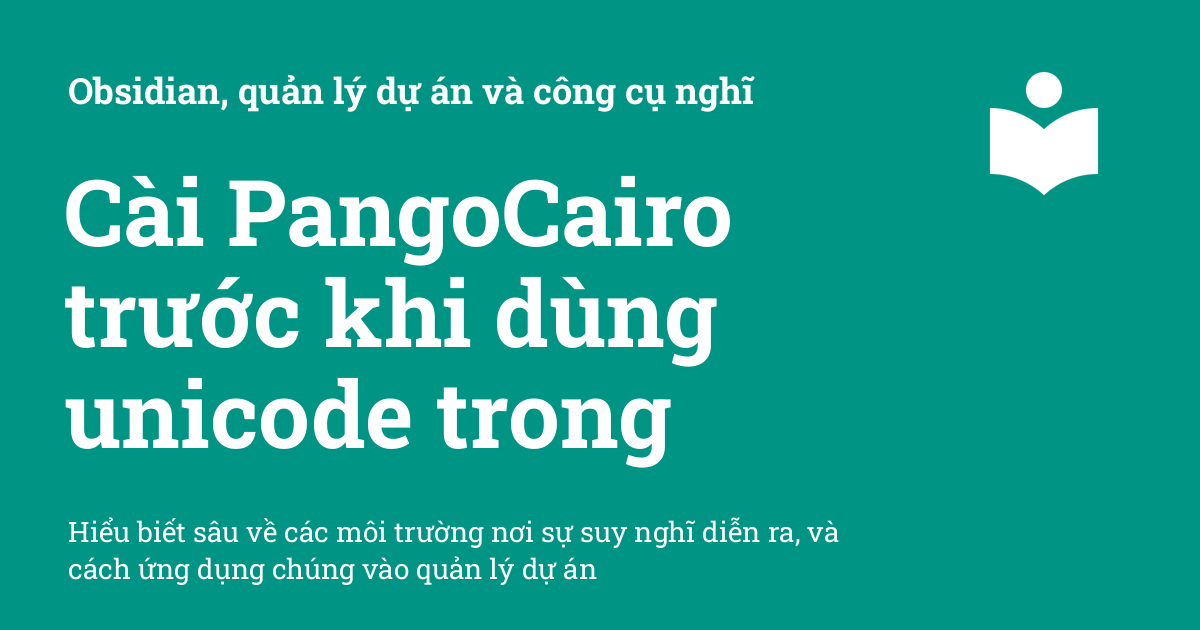 Obsidian, quản lý dự án và công cụ nghĩ
Cài PangoCairo
trước khi dùng
unicode trong
Hiểu biết sâu về các môi trường nơi sự suy nghĩ diễn ra, và
cách ứng dụng chúng vào quản lý dự án